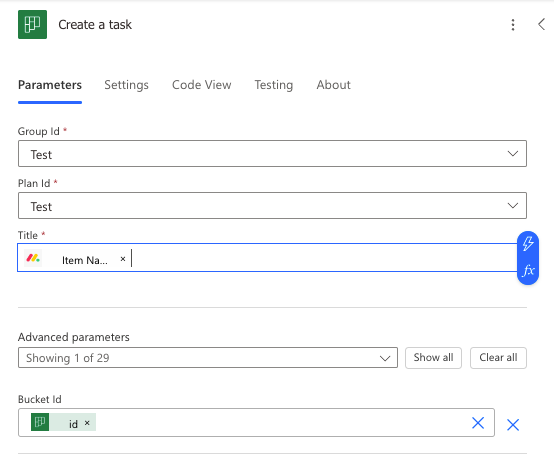 Create a task
Parameters Settings Code View Testing About
Group Id *
Test
Plan Id *
Test
Title *
Item Na... ×
fx
Advanced parameters
Showing 1 of 29
Show all
Clear all
Bucket Id
id ×